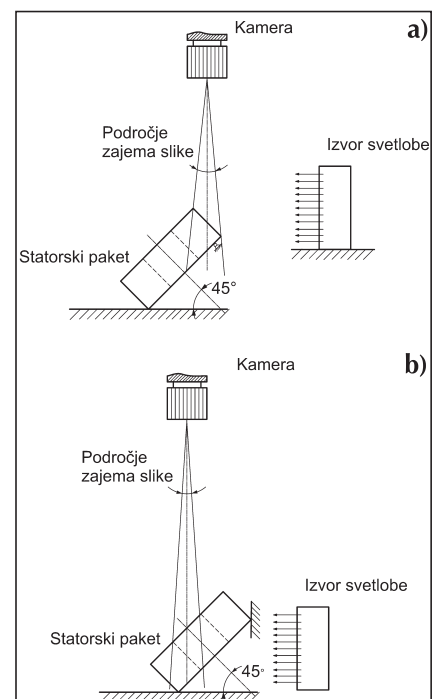 a)
Kamera
Področje
zajema slike
Izvor svetlobe
Statorski paket
45°
b)
Kamera
Področje
zajema slike
Izvor svetlobe
Statorski paket
45°